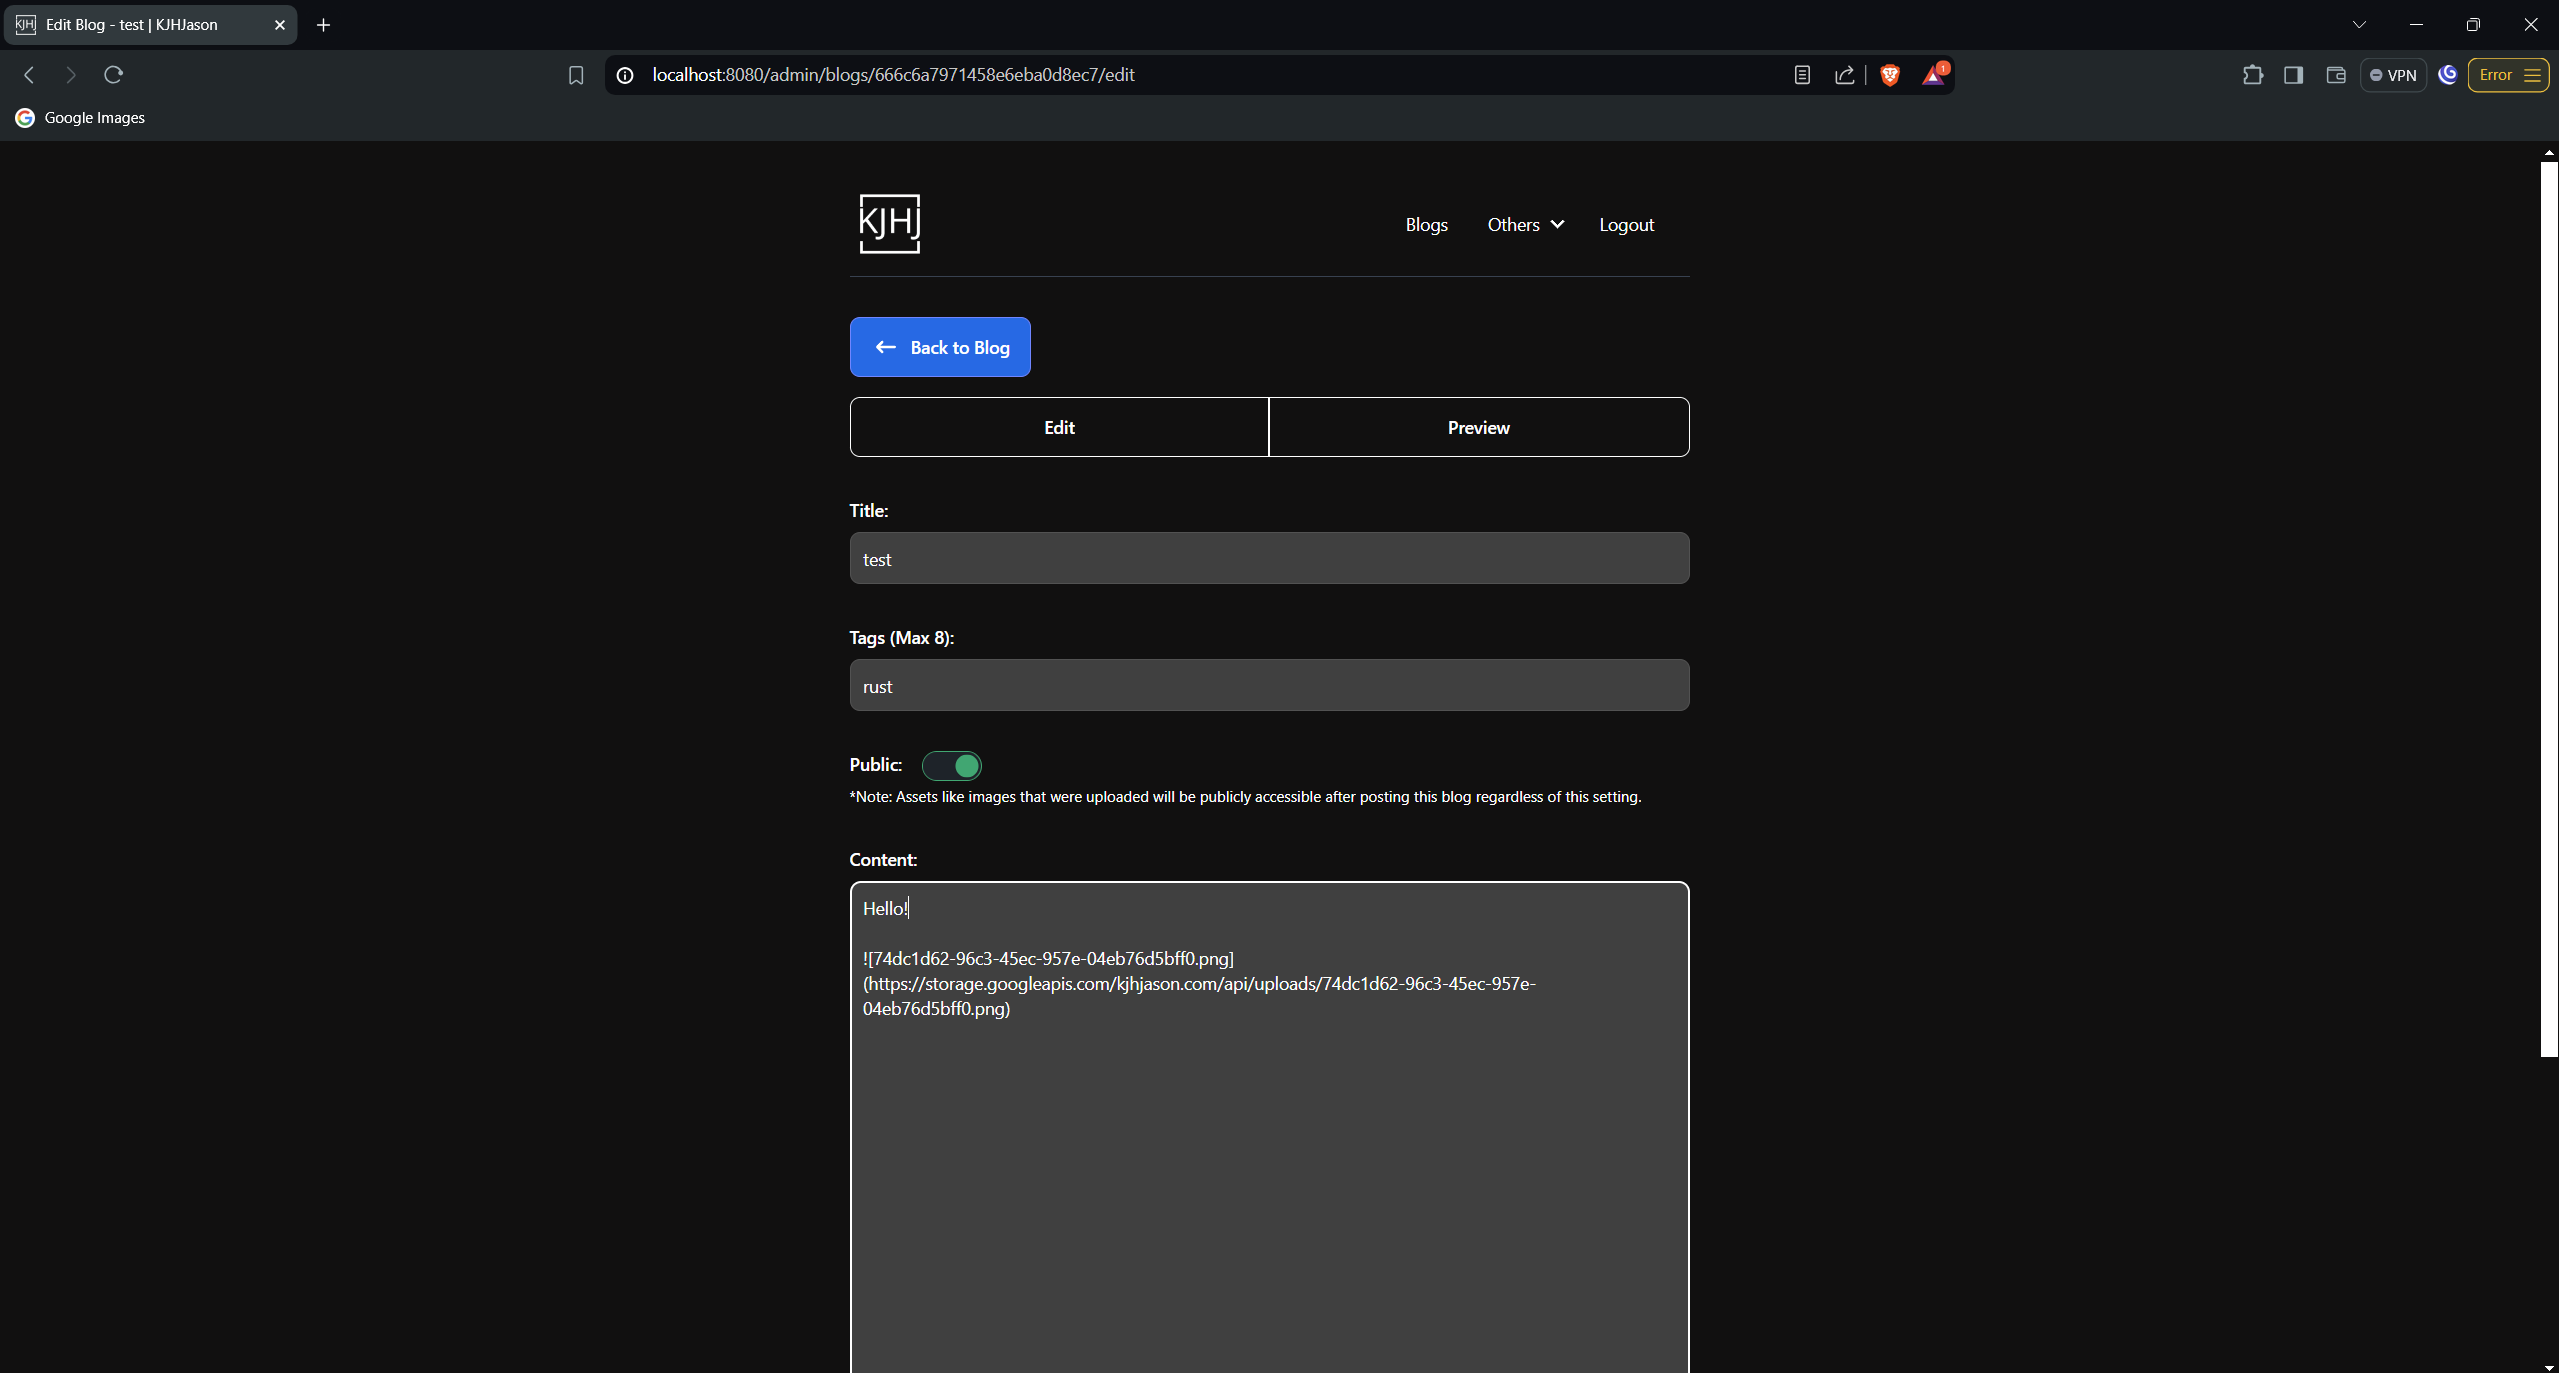 KJHJ Edit Blog - test | KJHJason
localhost:8080/admin/blogs/666c6a7971458e6eba0d8ec7/edit
1
VPN
Error
Google Images
KJHJ
Blogs
Others
Logout
Back to Blog
Edit
Preview
Title:
test
Tags (Max 8):
rust
Public:
*Note: Assets like images that were uploaded will be publicly accessible after posting this blog regardless of this setting.
Content:
Hello!
![74dc1d62-96c3-45ec-957e-04eb76d5bff0.png]
(https://storage.googleapis.com/kjhjason.com/api/uploads/74dc1d62-96c3-45ec-957e-
04eb76d5bff0.png)